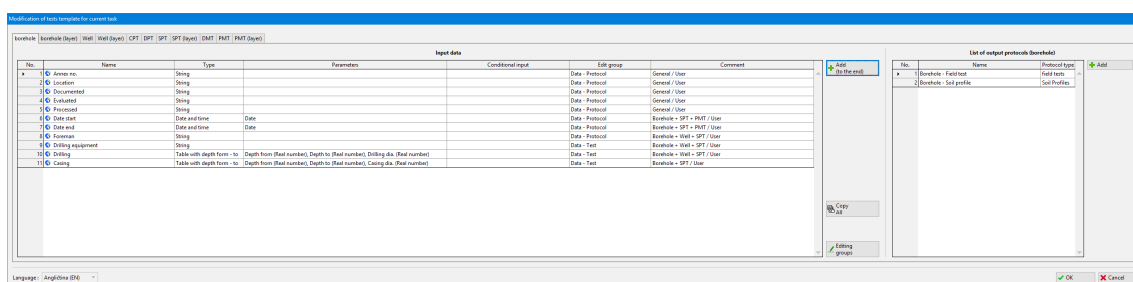 Modification of tests template for current task
borehole borehole (layer) Well Well (layer) CPT DPT SPT SPT (layer) DMT PMT PMT (layer)
Input data
No. Name Type Parameters Conditional input Edit group Comment
1 Annex no. String Data - Protocol General / User
2 Location String Data - Protocol General / User
3 Documented String Data - Protocol General / User
4 Evaluated String Data - Protocol General / User
5 Processed String Data - Protocol General / User
6 Date start Date and time Date Data - Protocol Borehole + SPT + PMT / User
7 Date end Date and time Date Data - Protocol Borehole + SPT + PMT / User
8 Foreman String Data - Protocol Borehole + Well + SPT / User
9 Drilling equipment String Data - Test Borehole + Well + SPT / User
10 Drilling Table with depth form - to Depth from (Real number), Depth to (Real number), Drilling dia. (Real number) Data - Test Borehole + Well + SPT / User
11 Casing Table with depth form - to Depth from (Real number), Depth to (Real number), Casing dia. (Real number) Data - Test Borehole + SPT / User
Add
(to the end)
Copy
All
Editing
groups
List of output protocols (borehole)
No. Name Protocol type
1 Borehole - Field test field tests
2 Borehole - Soil profile Soil Profiles
Add
Language : Angličtina (EN)
OK Cancel